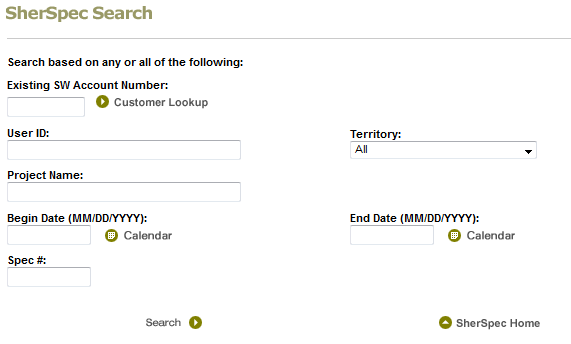 SherSpec Search
Search based on any or all of the following:
Existing SW Account Number:
Customer Lookup
User ID:
Territory:
All
Project Name:
Begin Date (MM/DD/YYYY):
End Date (MM/DD/YYYY):
Calendar
Calendar
Spec #:
Search
SherSpec Home